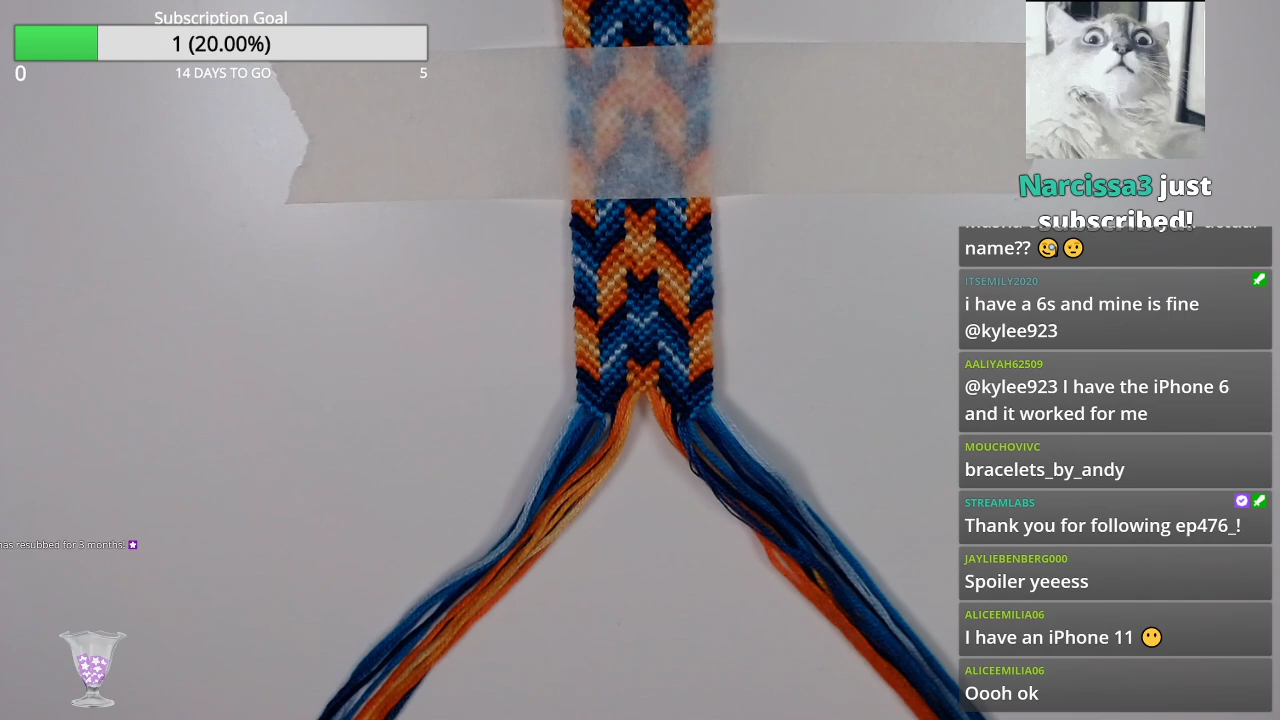 Subscription Goal
1 (20.00%)
0
14 DAYS TO GO
5
Narcissa3 just
subscribed!
name?? 🧐🤨
ITSEMILY2020
i have a 6s and mine is fine
@kylee923
AALIYAH62509
@kylee923 I have the iPhone 6
and it worked for me
MOUCHOVIVC
bracelets_by_andy
STREAMLABS
Thank you for following ep476_!
JAYLIEBENBERG000
Spoiler yeeess
ALICEEMILIA06
I have an iPhone 11 😶
ALICEEMILIA06
Oooh ok
has resubbed for 3 months.